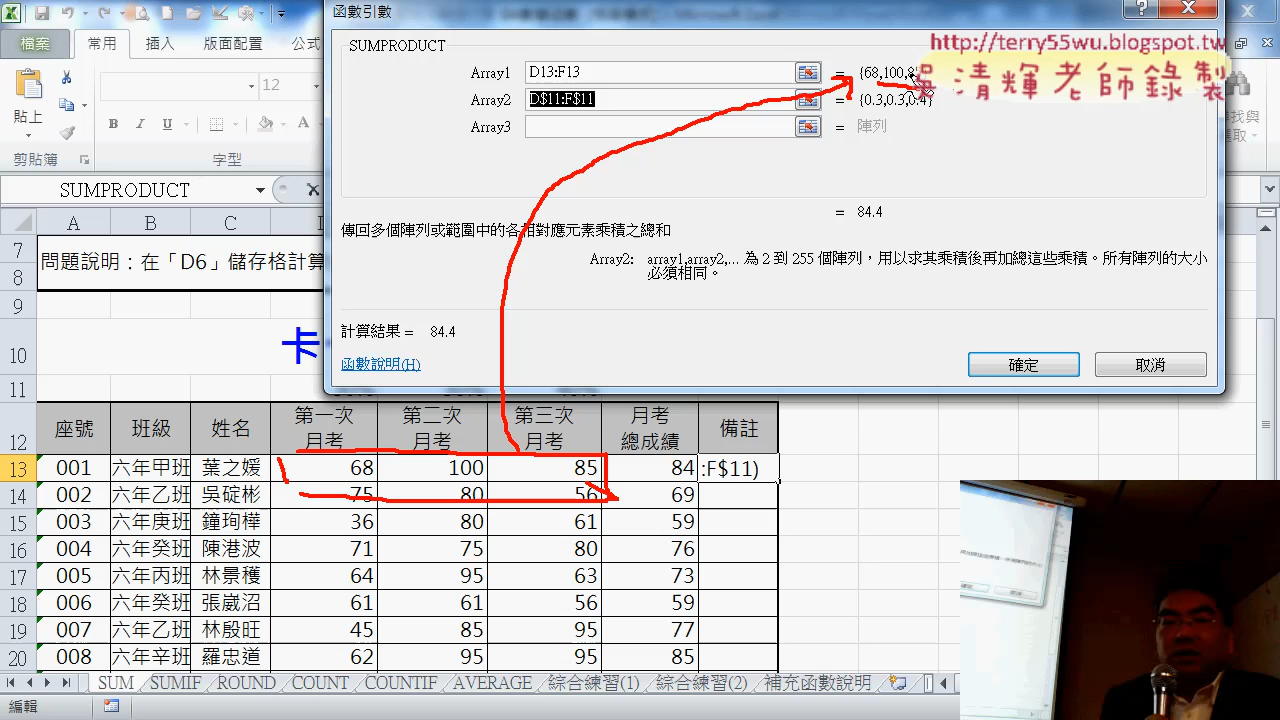 函數引數
http://terry55wu.blogspot.tw
吳清輝老師錄製
檔案 常用 插入 版面配置 公式
SUMPRODUCT
Array1 D13:F13 = {68,100,8
Array2 D$11:F$11 = {0.3,0.3,0.4}
Array3 = 陣列
貼上
剪貼簿
12
B I U
字型
= 84.4
傳回多個陣列或範圍中的各相對應元素乘積之總和
Array2: array1,array2,... 為 2 到 255 個陣列，用以求其乘積後再加總這些乘積。所有陣列的大小必須相同。
計算結果 = 84.4
函數說明(H)
確定 取消
SUMPRODUCT
A B C
7
8
9
10
11
問題說明：在「D6」儲存格計算
卡
12 座號 班級 姓名 第一次月考 第二次月考 第三次月考 月考總成績 備註
13 001 六年甲班 葉之媛 68 100 85 84 :F$11)
14 002 六年乙班 吳碇彬 75 80 56 69
15 003 六年庚班 鐘珣樺 36 80 61 59
16 004 六年癸班 陳港波 71 75 80 76
17 005 六年丙班 林景穫 64 95 63 73
18 006 六年癸班 張崴沼 61 61 56 59
19 007 六年乙班 林殷旺 45 85 95 77
20 008 六年辛班 羅忠道 62 95 95 85
SUM SUMIF ROUND COUNT COUNTIF AVERAGE 綜合練習(1) 綜合練習(2) 補充函數說明
編輯